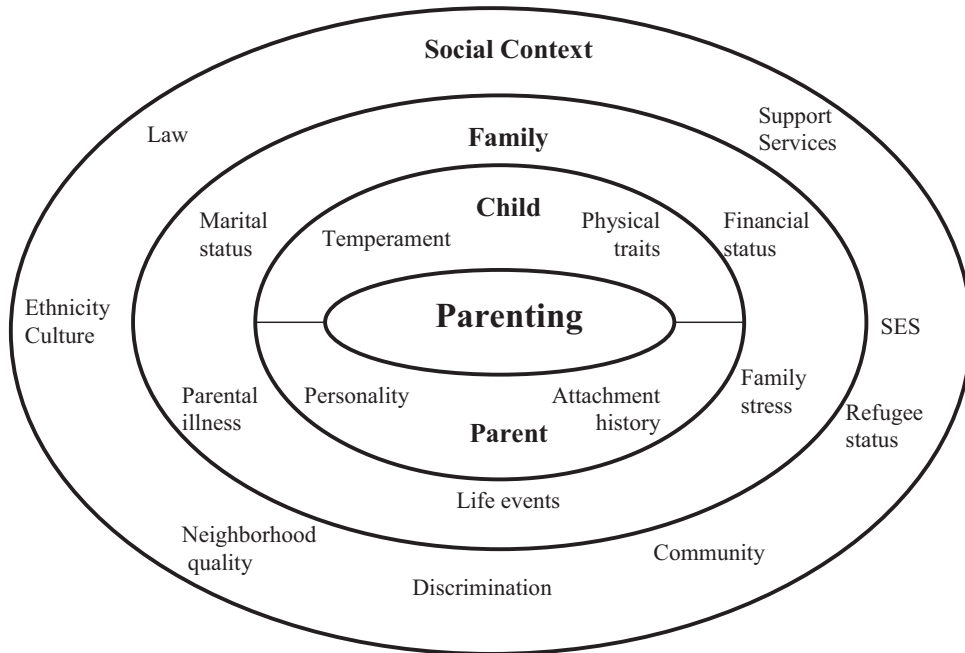 Social Context
Support
Services
Law
Family
Child
Marital
status
Physical
traits
Financial
status
Temperament
Ethnicity
Culture
Parenting
SES
Parental
illness
Personality
Attachment
history
Family
stress
Refugee
status
Parent
Life events
Neighborhood
quality
Community
Discrimination